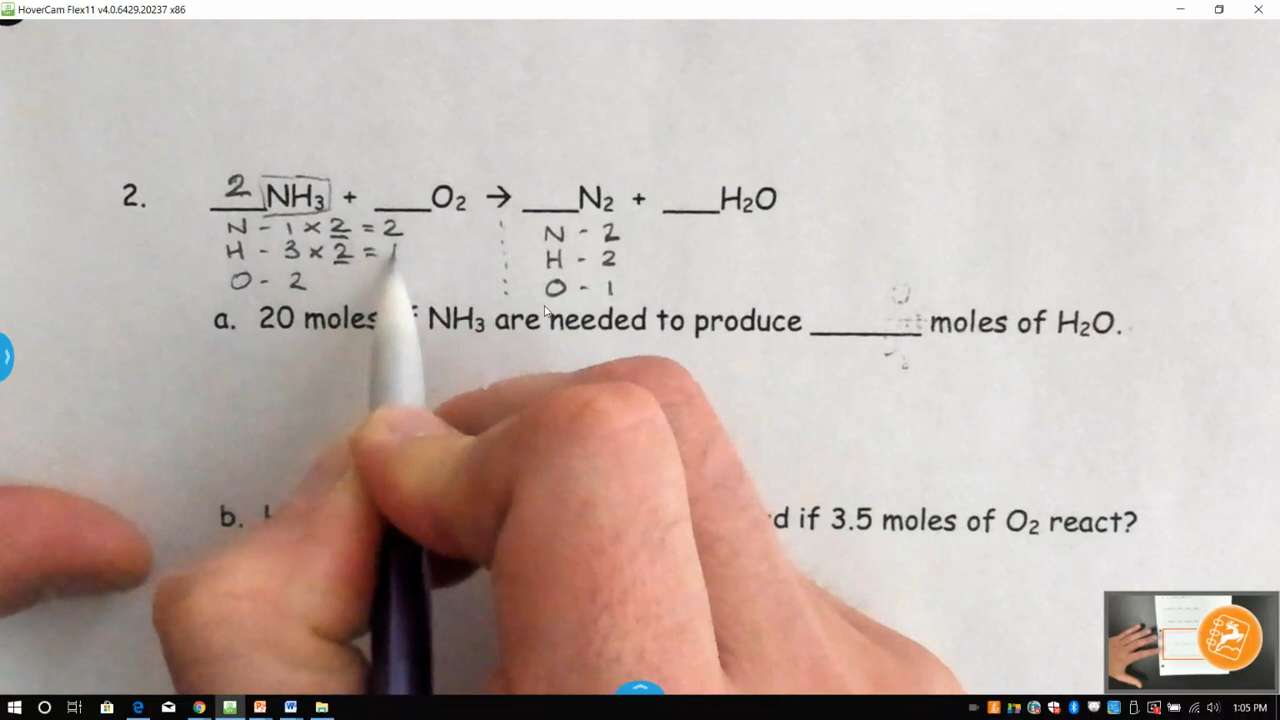 HoverCam Flex11 v4.0.6429.20237 x86
2. 2 NH₃ + ___O₂ → ___N₂ + ___H₂O
N - 1 × 2 = 2 N - 2
H - 3 × 2 = H - 2
O - 2 O - 1
a. 20 moles NH₃ are needed to produce ________ moles of H₂O.
b. if 3.5 moles of O₂ react?
1:05 PM